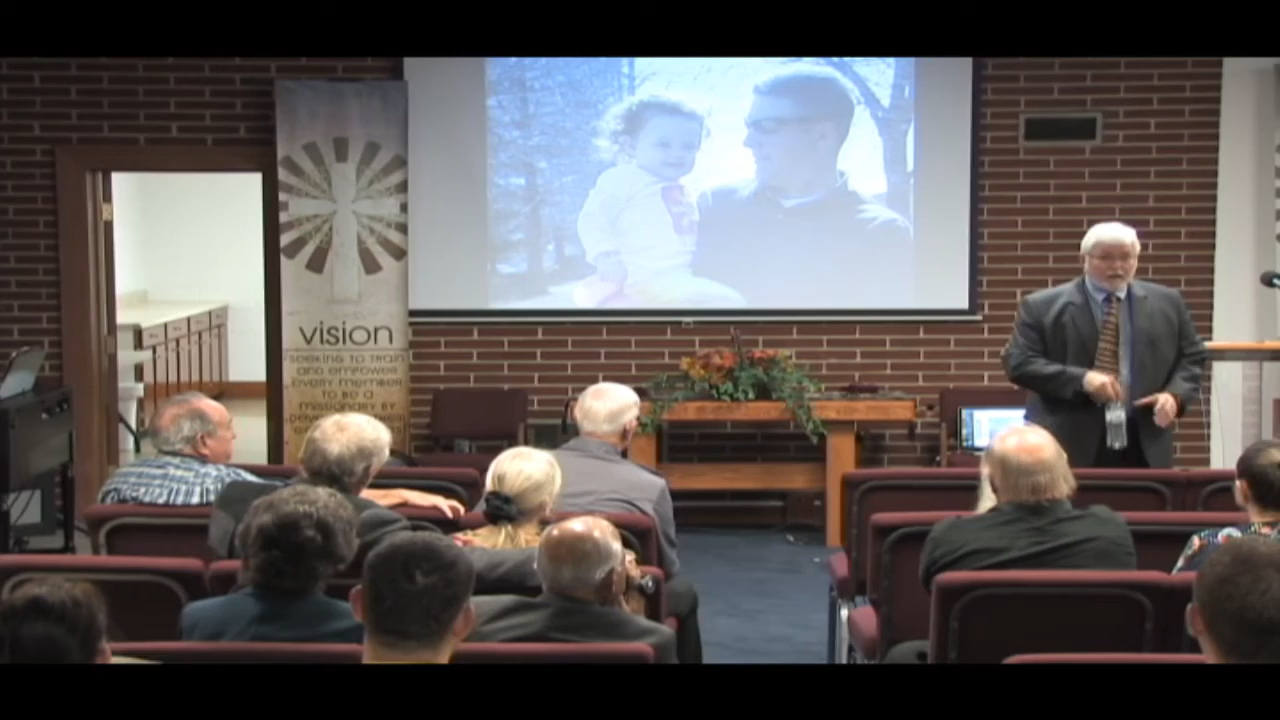 vision
seeking to train
and empower
every member
to be a
missionary by